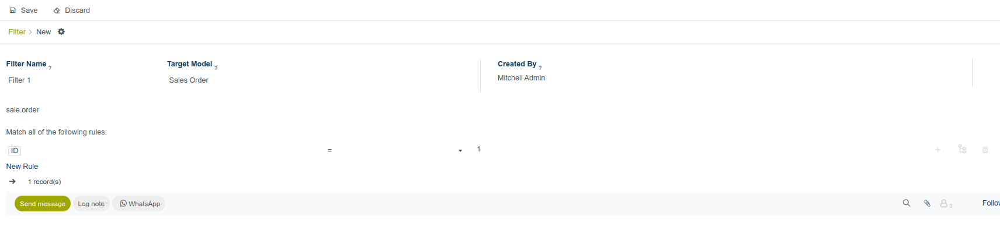 Save Discard
Filter > New
Filter Name ? Target Model ? Created By ?
Filter 1 Sales Order Mitchell Admin
sale.order
Match all of the following rules:
ID = 1
New Rule
→ 1 record(s)
Send message Log note WhatsApp 0 Follow